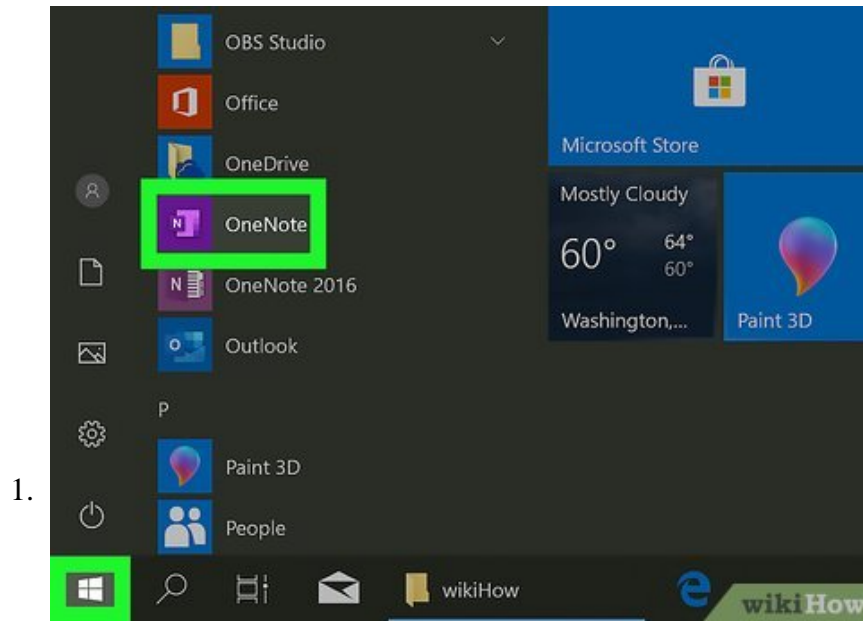 OBS Studio
Office
OneDrive
OneNote
OneNote 2016
Outlook
P
Paint 3D
People
Microsoft Store
Mostly Cloudy
60° 64°
60°
Washington,...
Paint 3D
1.
wikiHow
wikiHow